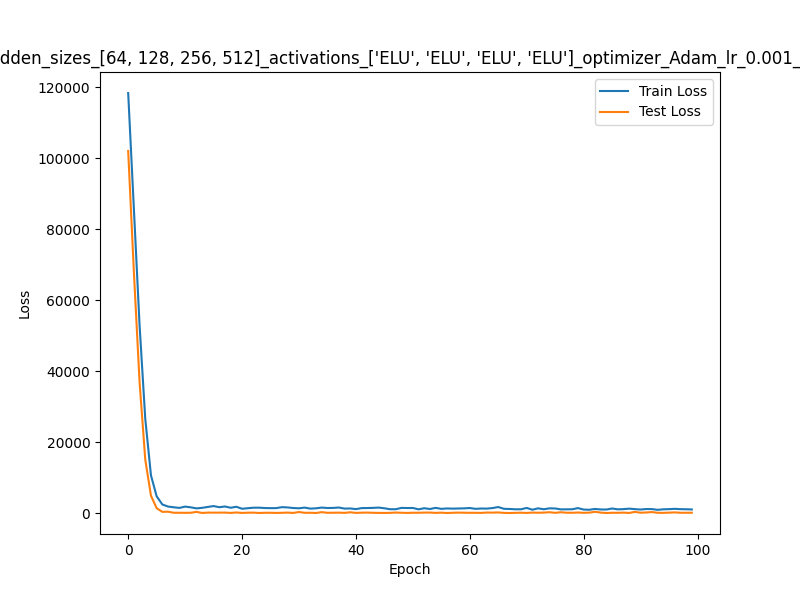 dden_sizes_[64, 128, 256, 512]_activations_['ELU', 'ELU', 'ELU', 'ELU']_optimizer_Adam_lr_0.001_
Train Loss
Test Loss
120000
100000
80000
60000
40000
20000
0
Loss
0 20 40 60 80 100
Epoch